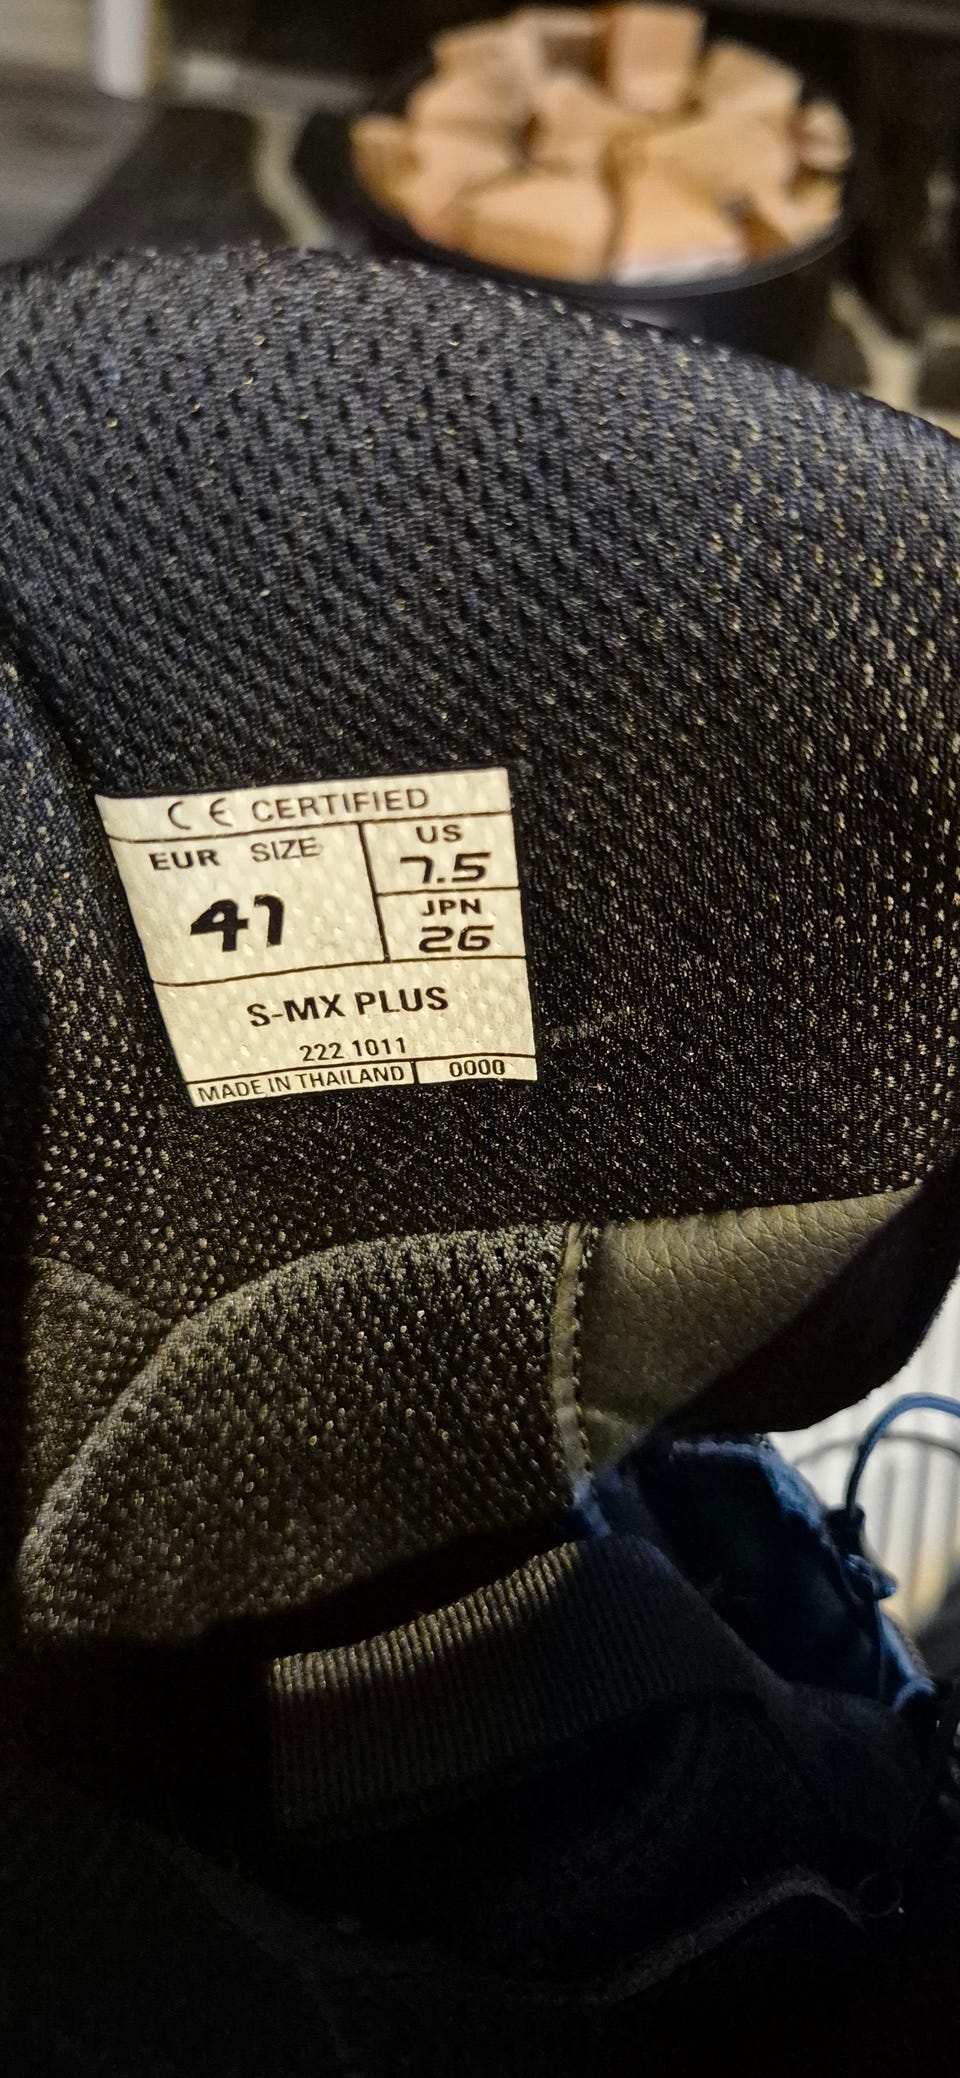 CE CERTIFIED
EUR SIZE
41
US
7.5
JPN
26
S-MX PLUS
222 1011
MADE IN THAILAND
0000